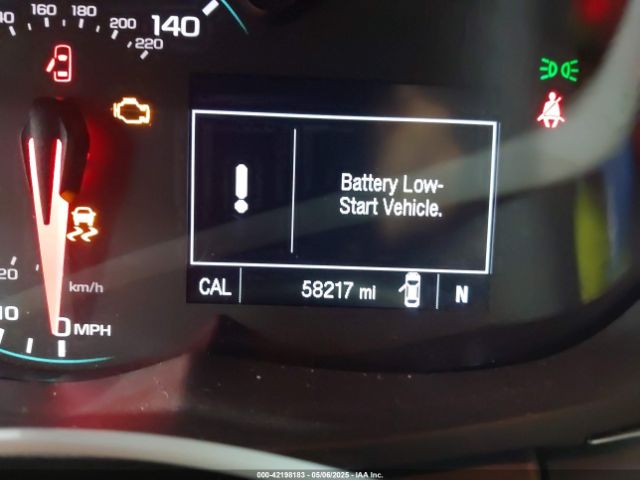 160
180
200
220
140
Battery Low-
Start Vehicle.
CAL 58217 mi N
20
km/h
10
0 MPH
000-42198183 - 05/06/2025 - IAA Inc.